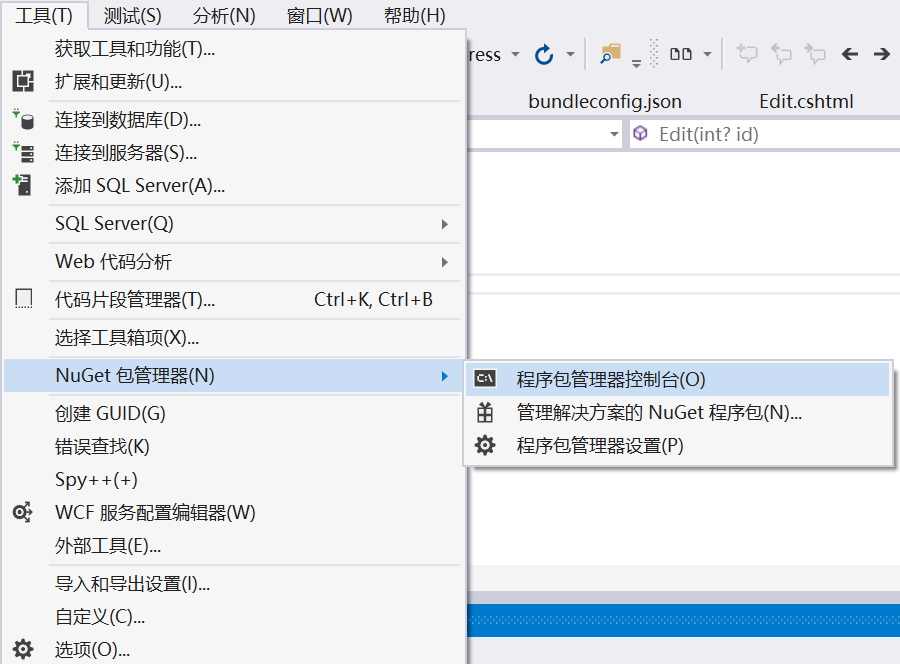 工具(T) 测试(S) 分析(N) 窗口(W) 帮助(H)
获取工具和功能(T)...
ress
扩展和更新(U)...
bundleconfig.json Edit.cshtml
连接到数据库(D)...
Edit(int? id)
连接到服务器(S)...
添加 SQL Server(A)...
SQL Server(Q)
Web 代码分析
代码片段管理器(T)... Ctrl+K, Ctrl+B
选择工具箱项(X)...
NuGet 包管理器(N)
C:\
程序包管理器控制台(O)
管理解决方案的 NuGet 程序包(N)...
程序包管理器设置(P)
创建 GUID(G)
错误查找(K)
Spy++(+)
WCF 服务配置编辑器(W)
外部工具(E)...
导入和导出设置(I)...
自定义(C)...
选项(O)...